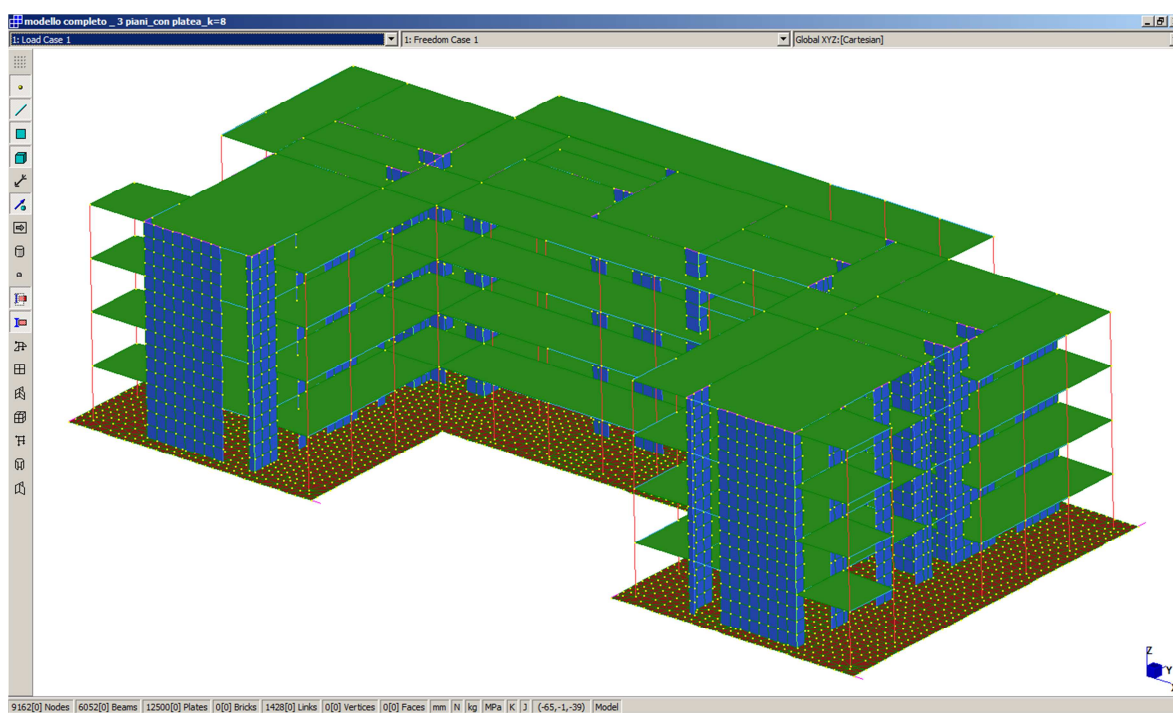 modello completo _ 3 piani_con platea_k=8
1: Load Case 1
1: Freedom Case 1
Global XYZ:[Cartesian]
Z
Y
X
9162[0] Nodes 6052[0] Beams 12500[0] Plates 0[0] Bricks 1428[0] Links 0[0] Vertices 0[0] Faces mm N kg MPa K J (-65,-1,-39) Model